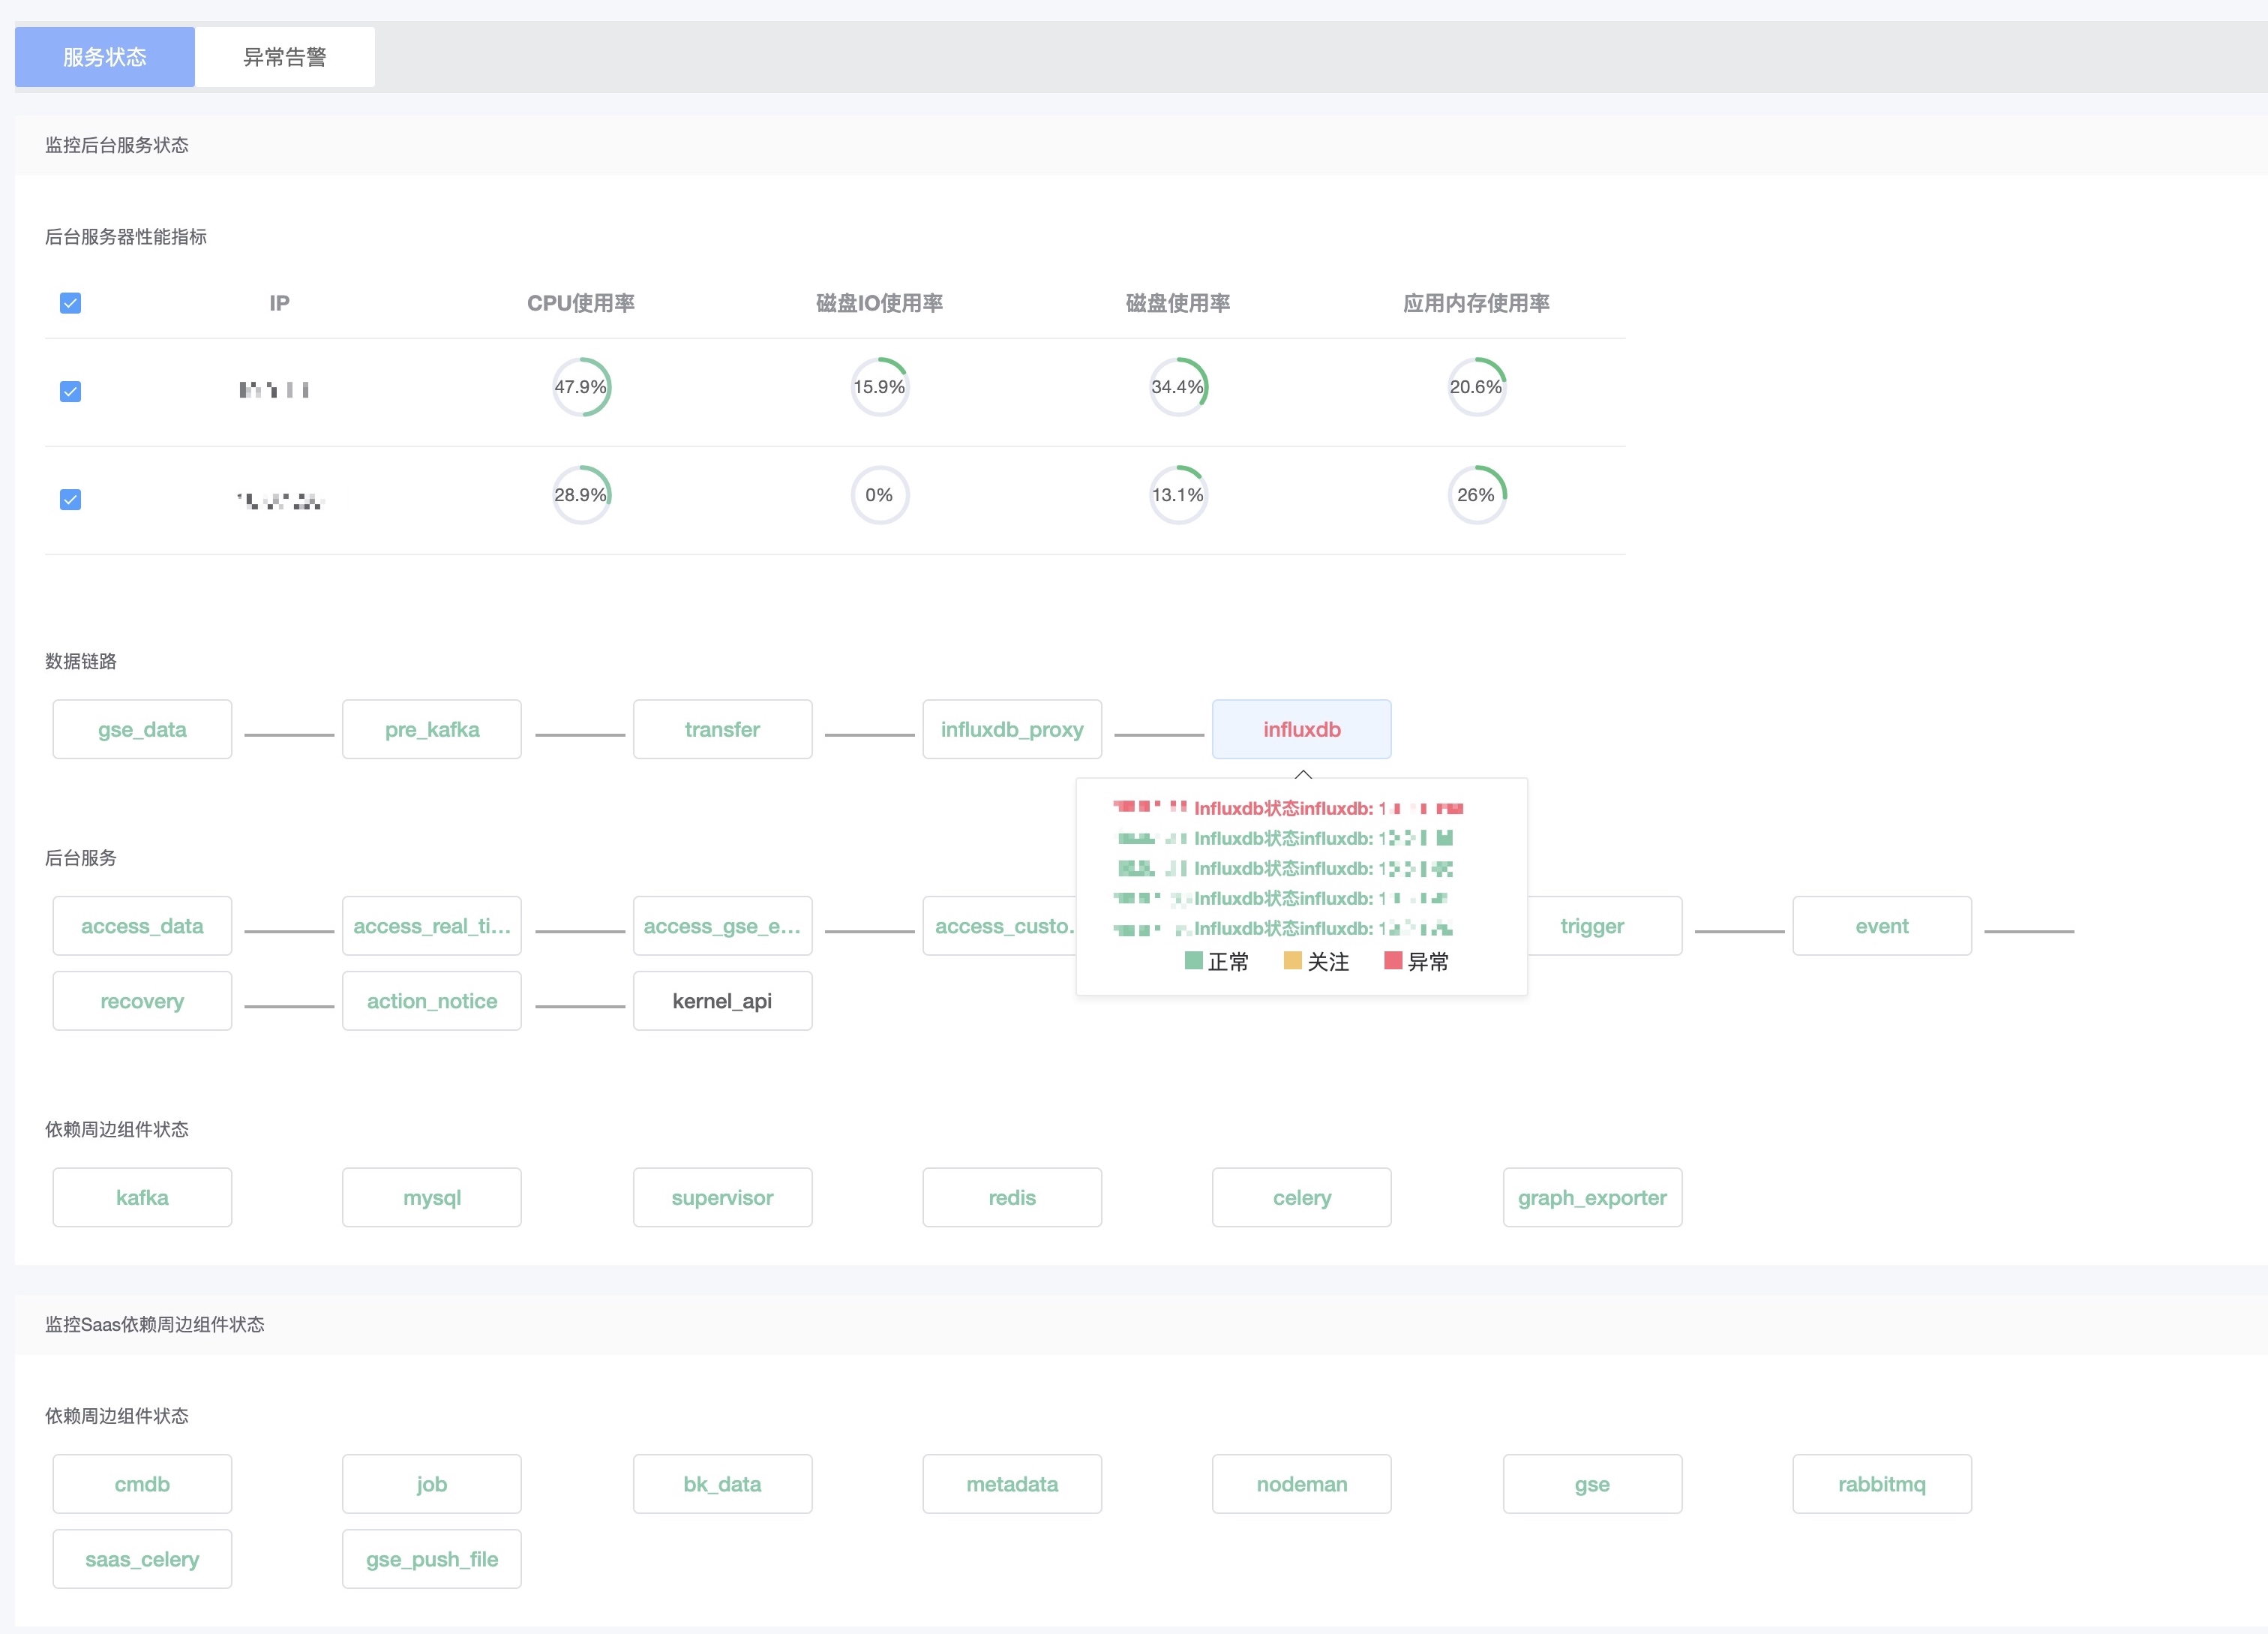 服务状态 异常告警
监控后台服务状态
后台服务器性能指标
IP CPU使用率 磁盘IO使用率 磁盘使用率 应用内存使用率
47.9% 15.9% 34.4% 20.6%
28.9% 0% 13.1% 26%
数据链路
gse_data pre_kafka transfer influxdb_proxy influxdb
Influxdb状态influxdb: 1
Influxdb状态influxdb: 1
Influxdb状态influxdb: 1
Influxdb状态influxdb: 1
Influxdb状态influxdb: 1
正常 关注 异常
后台服务
access_data access_real_ti... access_gse_e... access_custo. trigger event
recovery action_notice kernel_api
依赖周边组件状态
kafka mysql supervisor redis celery graph_exporter
监控Saas依赖周边组件状态
依赖周边组件状态
cmdb job bk_data metadata nodeman gse rabbitmq
saas_celery gse_push_file